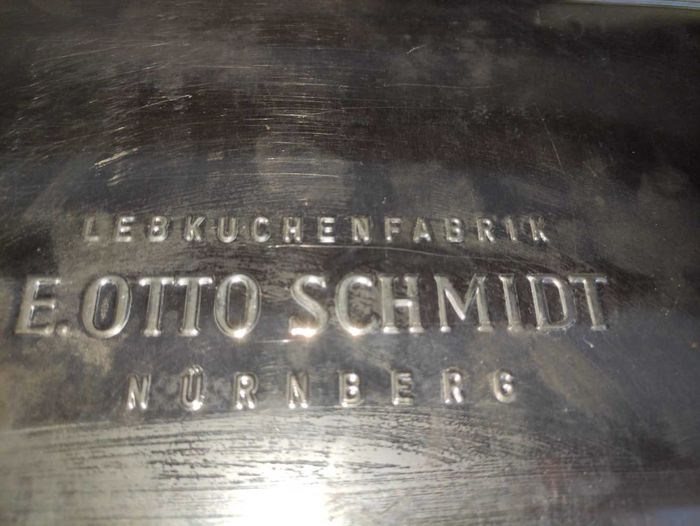 LEBKUCHENFABRIK
E. OTTO SCHMIDT
NÜRNBERG